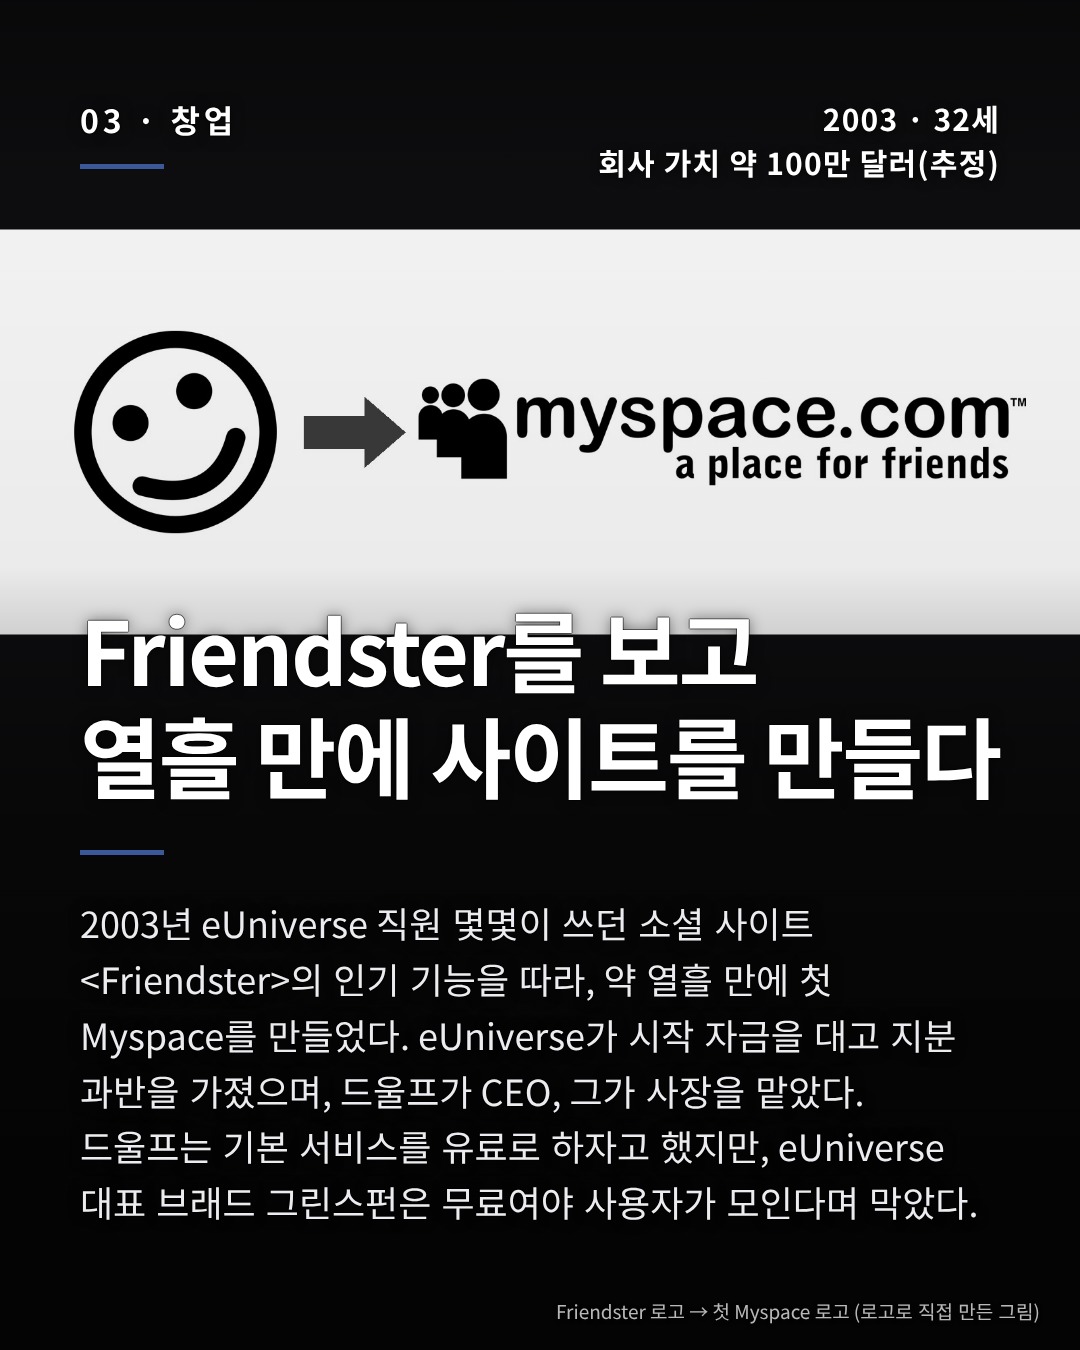 03 · 창업
2003 · 32세
회사 가치 약 100만 달러(추정)
myspace.com™
a place for friends
Friendster를 보고
열흘 만에 사이트를 만들다
2003년 eUniverse 직원 몇몇이 쓰던 소셜 사이트
<Friendster>의 인기 기능을 따라, 약 열흘 만에 첫
Myspace를 만들었다. eUniverse가 시작 자금을 대고 지분
과반을 가졌으며, 드울프가 CEO, 그가 사장을 맡았다.
드울프는 기본 서비스를 유료로 하자고 했지만, eUniverse
대표 브래드 그린스펀은 무료여야 사용자가 모인다며 막았다.
Friendster 로고 → 첫 Myspace 로고 (로고로 직접 만든 그림)